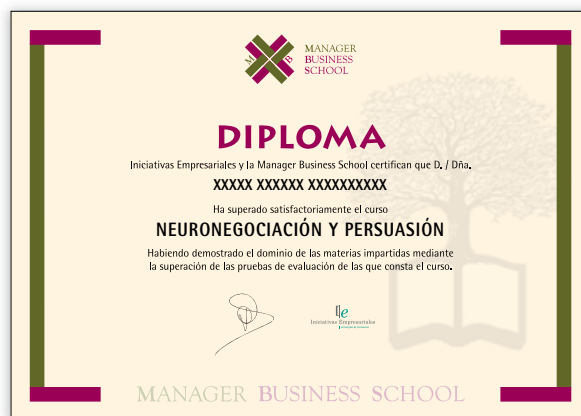 M B
MANAGER
BUSINESS
SCHOOL
DIPLOMA
Iniciativas Empresariales y la Manager Business School certifican que D. / Dña.
XXXXX XXXXXX XXXXXXXXXX
Ha superado satisfactoriamente el curso
NEURONEGOCIACIÓN Y PERSUASIÓN
Habiendo demostrado el dominio de las materias impartidas mediante
la superación de las pruebas de evaluación de las que consta el curso.
Iniciativas Empresariales
MANAGER BUSINESS SCHOOL